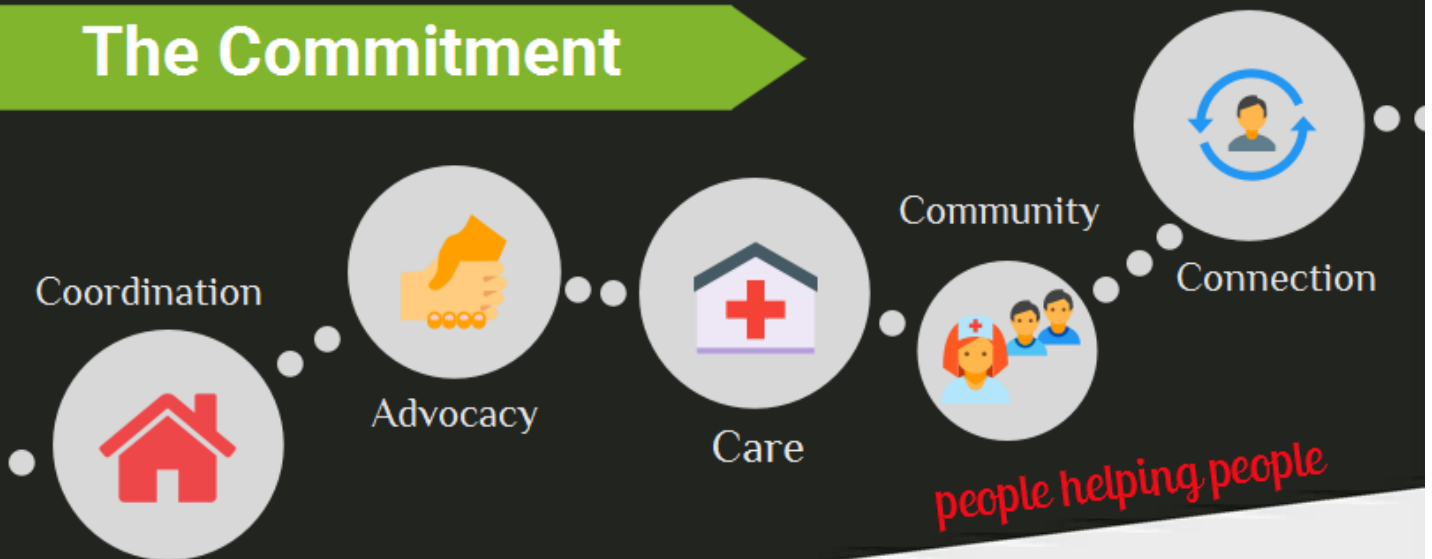 The Commitment
Coordination
Advocacy
Care
Community
Connection
people helping people